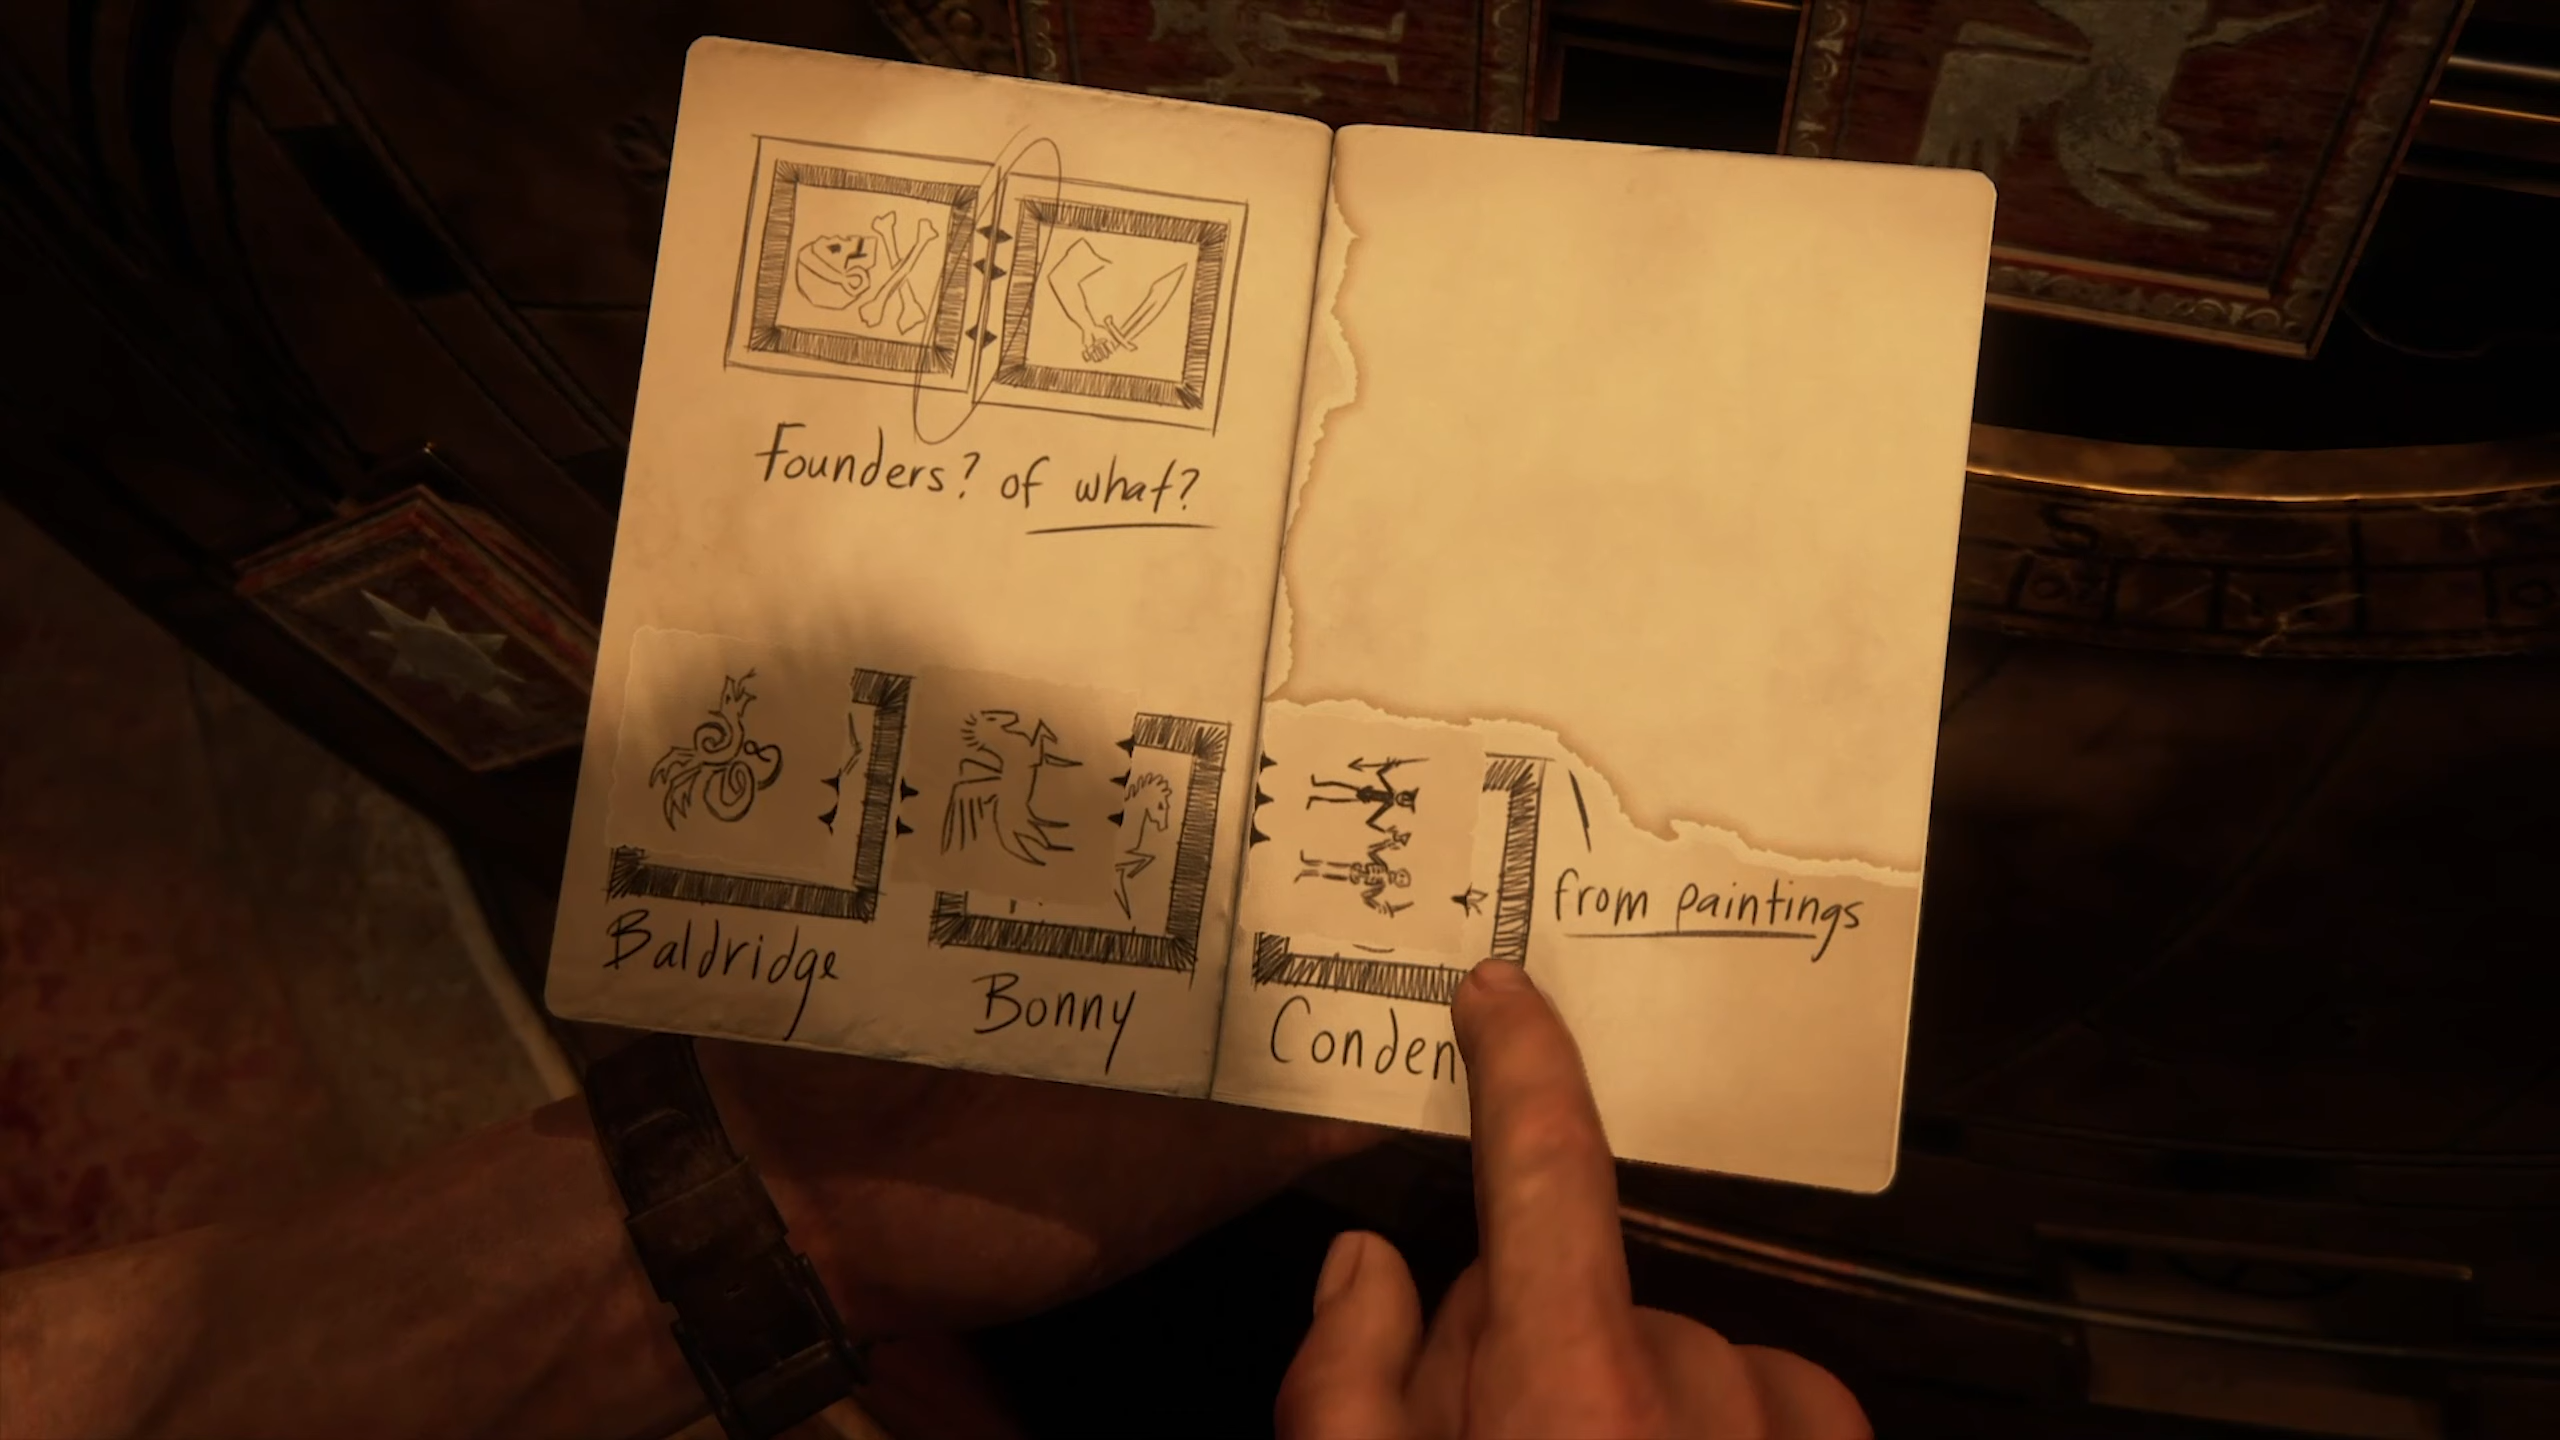 Founders? of what?
Baldridge
Bonny
Conden
from paintings